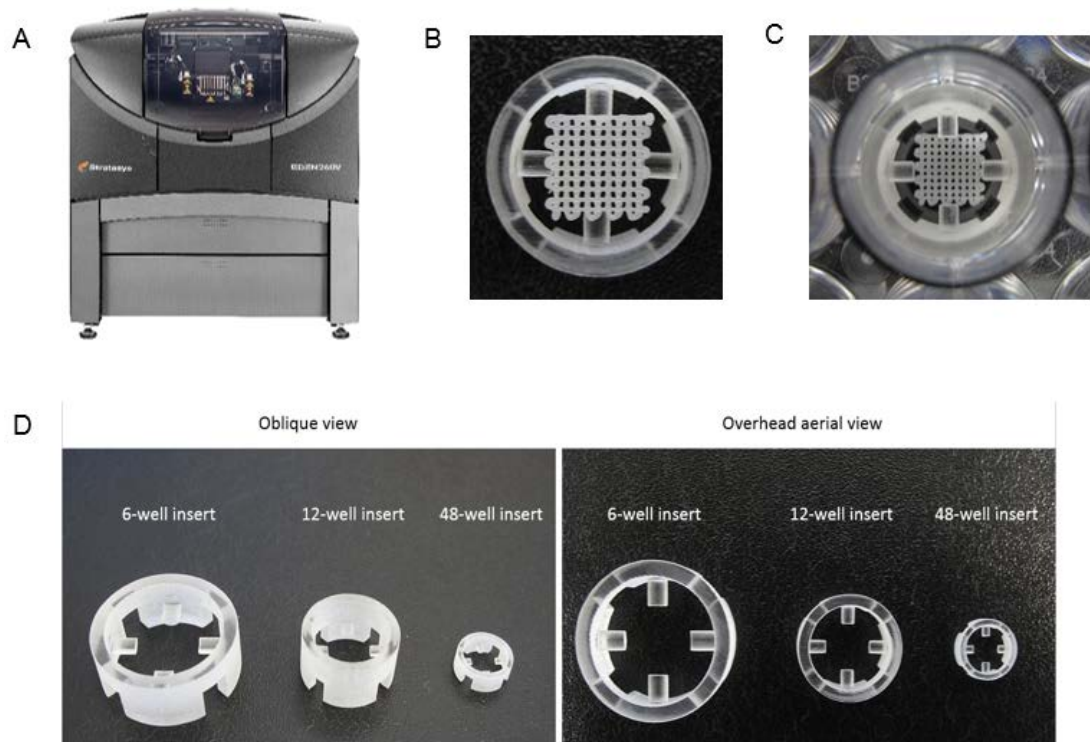 A
B
C
Stratasys
EDEN260V
D
Oblique view
Overhead aerial view
6-well insert
12-well insert
48-well insert
6-well insert
12-well insert
48-well insert